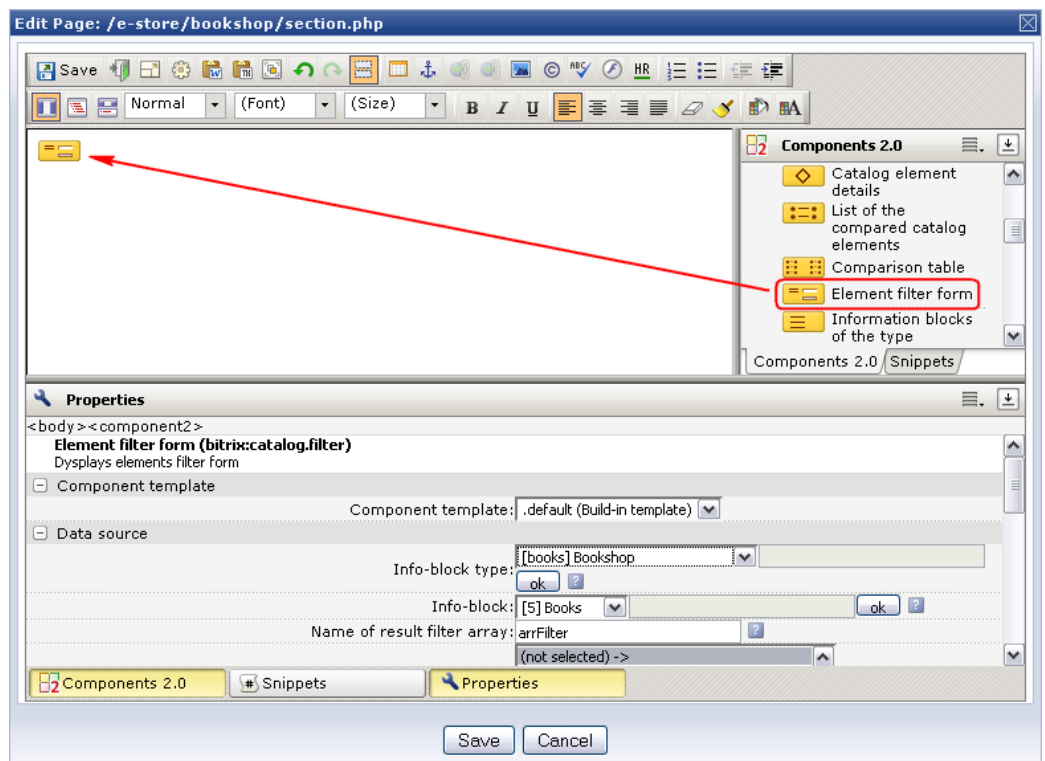 Edit Page: /e-store/bookshop/section.php
Save
ABC
HR
Normal (Font) (Size) B I U A
2 Components 2.0
Catalog element
details
List of the
compared catalog
elements
Comparison table
Element filter form
Information blocks
of the type
Components 2.0 Snippets
Properties
<body><component2>
Element filter form (bitrix:catalog.filter)
Dysplays elements filter form
Component template
Component template: .default (Build-in template)
Data source
Info-block type: [books] Bookshop
ok ?
Info-block: [5] Books ok ?
Name of result filter array: arrFilter ?
(not selected) ->
2 Components 2.0 # Snippets Properties
Save Cancel